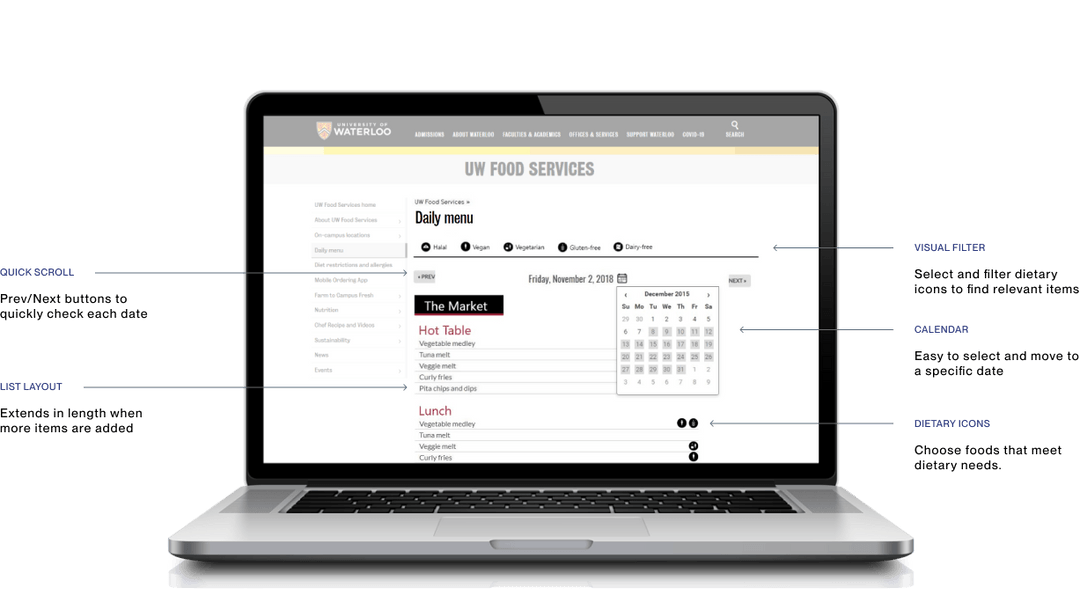 UNIVERSITY OF
WATERLOO
ADMISSIONS ABOUT WATERLOO FACULTIES & ACADEMICS OFFICES & SERVICES SUPPORT WATERLOO COVID-19 SEARCH
UW FOOD SERVICES
UW Food Services home
About UW Food Services
On-campus locations
Daily menu
Diet restrictions and allergies
Mobile Ordering App
Farm to Campus Fresh
Nutrition
Chef Recipe and Videos
Sustainability
News
Events
UW Food Services »
Daily menu
Halal Vegan Vegetarian Gluten-free Dairy-free
« PREV Friday, November 2, 2018 NEXT »
‹ December 2015 ›
Su Mo Tu We Th Fr Sa
29 30 1 2 3 4 5
6 7 8 9 10 11 12
13 14 15 16 17 18 19
20 21 22 23 24 25 26
27 28 29 30 31 1 2
3 4 5 6 7 8 9
The Market
Hot Table
Vegetable medley
Tuna melt
Veggie melt
Curly fries
Pita chips and dips
Lunch
Vegetable medley
Tuna melt
Veggie melt
Curly fries
QUICK SCROLL
Prev/Next buttons to
quickly check each date
LIST LAYOUT
Extends in length when
more items are added
VISUAL FILTER
Select and filter dietary
icons to find relevant items
CALENDAR
Easy to select and move to
a specific date
DIETARY ICONS
Choose foods that meet
dietary needs.